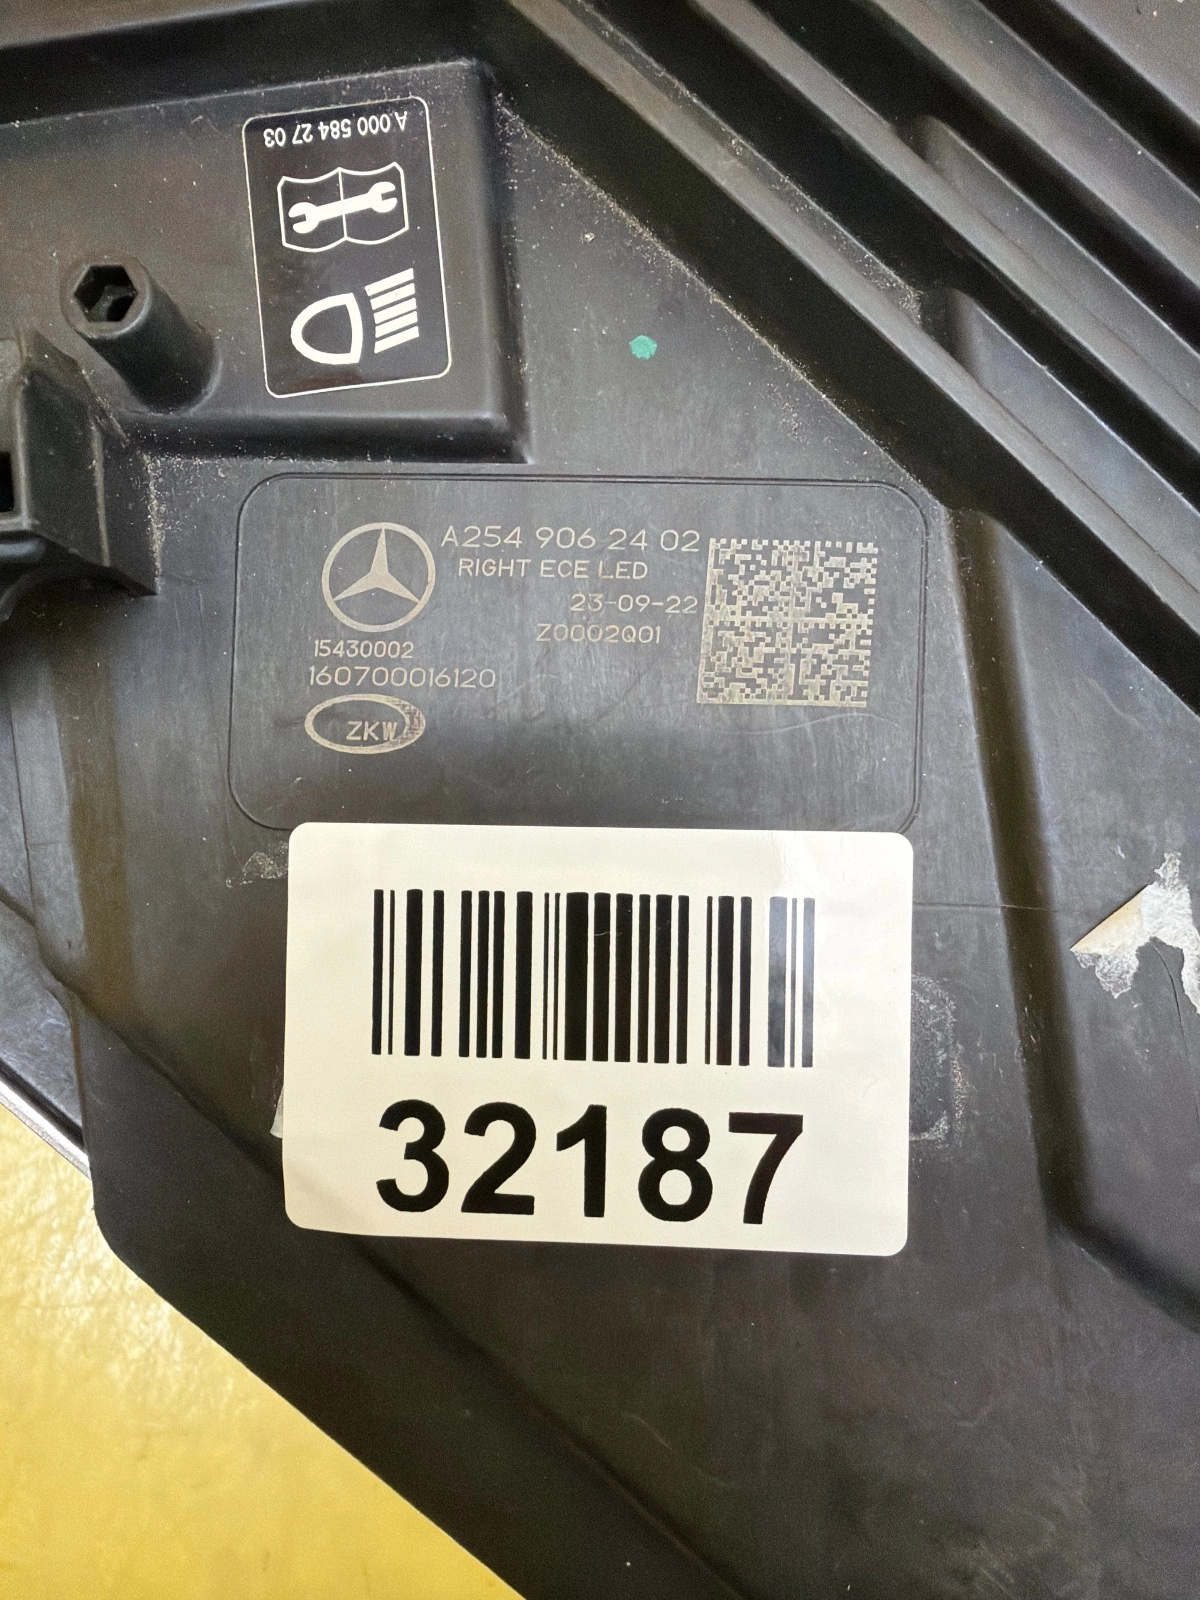 A 000 584 27 03
A254 906 24 02
RIGHT ECE LED
23-09-22
Z0002Q01
15430002
160700016120
ZKW
32187